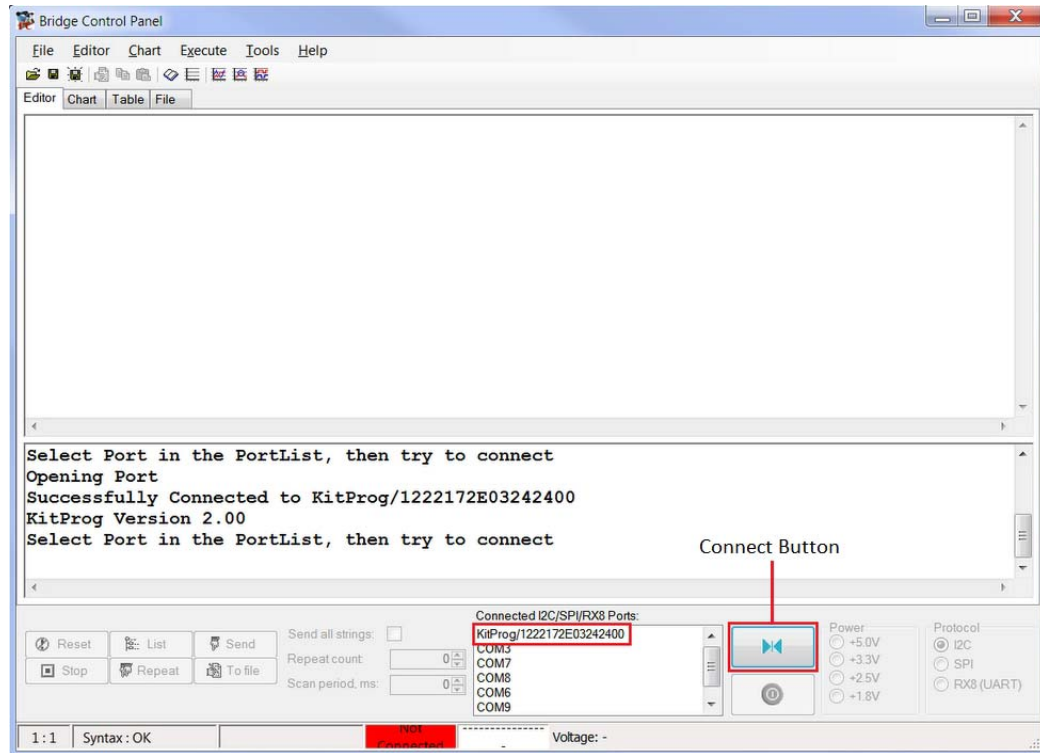 Bridge Control Panel
File Editor Chart Execute Tools Help
Editor Chart Table File
Select Port in the PortList, then try to connect
Opening Port
Successfully Connected to KitProg/1222172E03242400
KitProg Version 2.00
Select Port in the PortList, then try to connect
Connect Button
Connected I2C/SPI/RX8 Ports:
KitProg/1222172E03242400
COM3
COM7
COM8
COM6
COM9
Reset List Send
Stop Repeat To file
Send all strings:
Repeat count: 0
Scan period, ms: 0
Power
+5.0V
+3.3V
+2.5V
+1.8V
Protocol
I2C
SPI
RX8 (UART)
1:1 Syntax : OK Not Connected Voltage: -